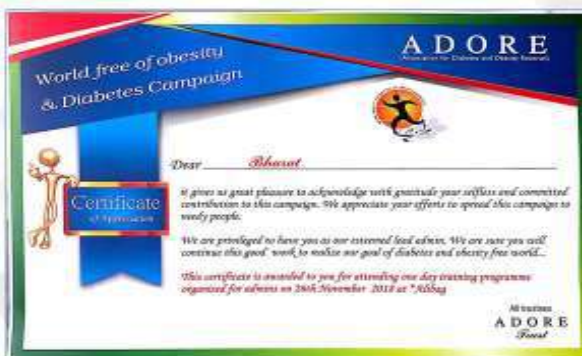 World free of obesity
& Diabetes Campaign
ADORE
Association for Diabetes and Obesity Reversal
Dear Bharat
Certificate
of Appreciation
it gives us great pleasure to acknowledge with gratitude your selfless and committed
contribution to this campaign. We appreciate your efforts to spread this campaign to
needy people.
We are privileged to have you as our esteemed lead admin. We are sure you will
continue this good work to realise our goal of diabetes and obesity free world...
This certificate is awarded to you for attending one day training programme
organised for admins on 26th November 2018 at "Alibag
All trustees
ADORE
Trust